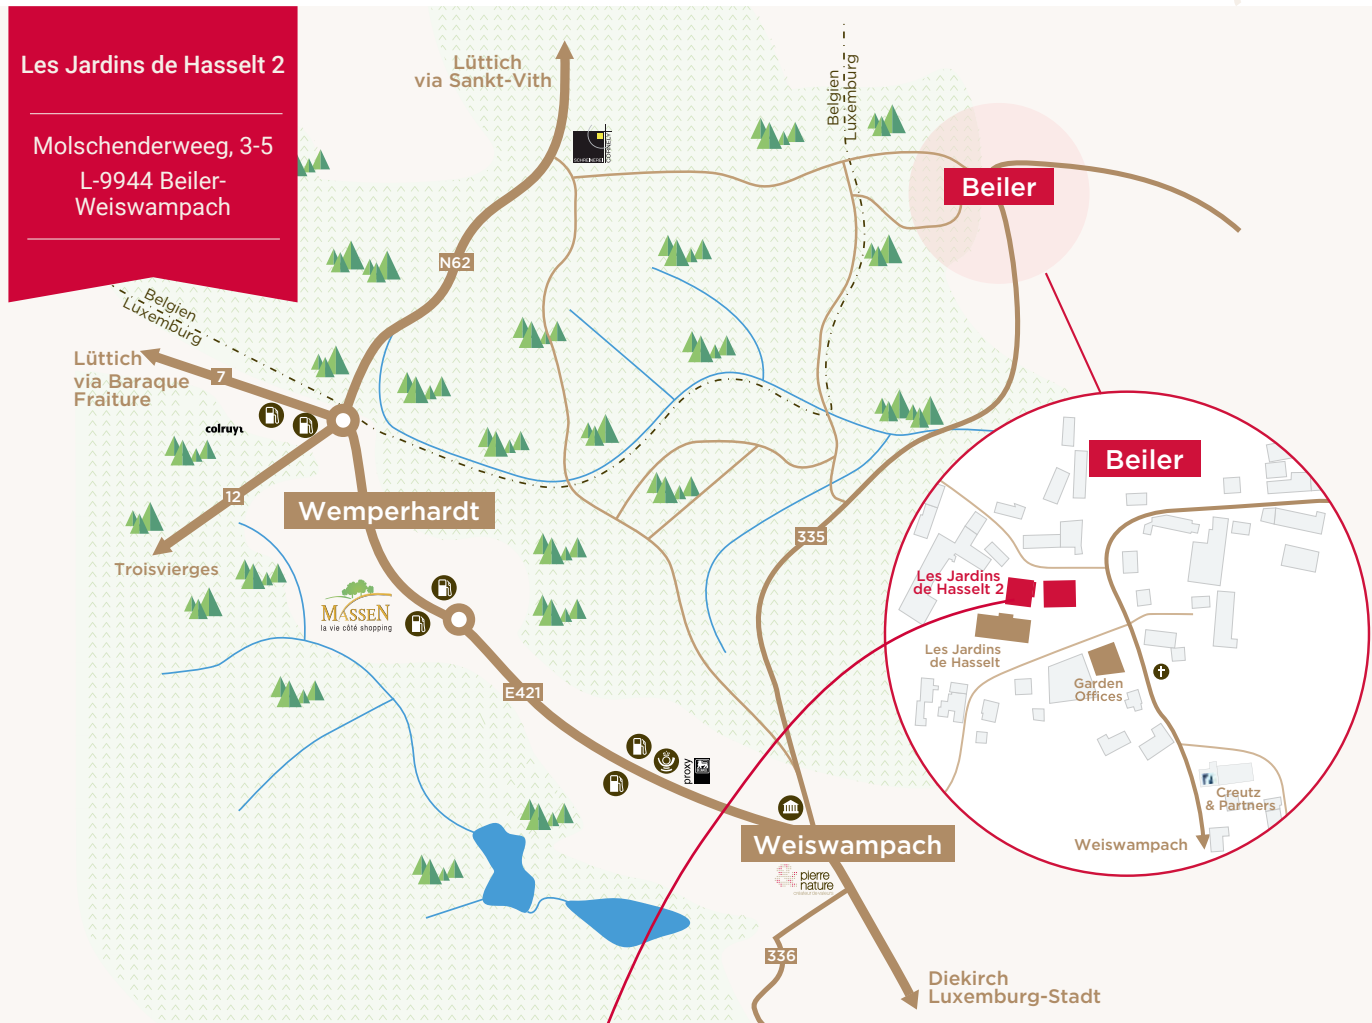 Les Jardins de Hasselt 2
Molschenderweeg, 3-5
L-9944 Beiler-
Weiswampach
Lüttich
via Sankt-Vith
SCHREINEREI
CORNELY
Belgien
Luxemburg
Beiler
N62
Belgien
Luxemburg
Lüttich
via Baraque
Fraiture
7
colruyt
12
Wemperhardt
Troisvierges
MASSEN
la vie côté shopping
335
E421
proxy
Weiswampach
pierre
nature
336
Diekirch
Luxemburg-Stadt
Beiler
Les Jardins
de Hasselt 2
Les Jardins
de Hasselt
Garden
Offices
Creutz
& Partners
Weiswampach